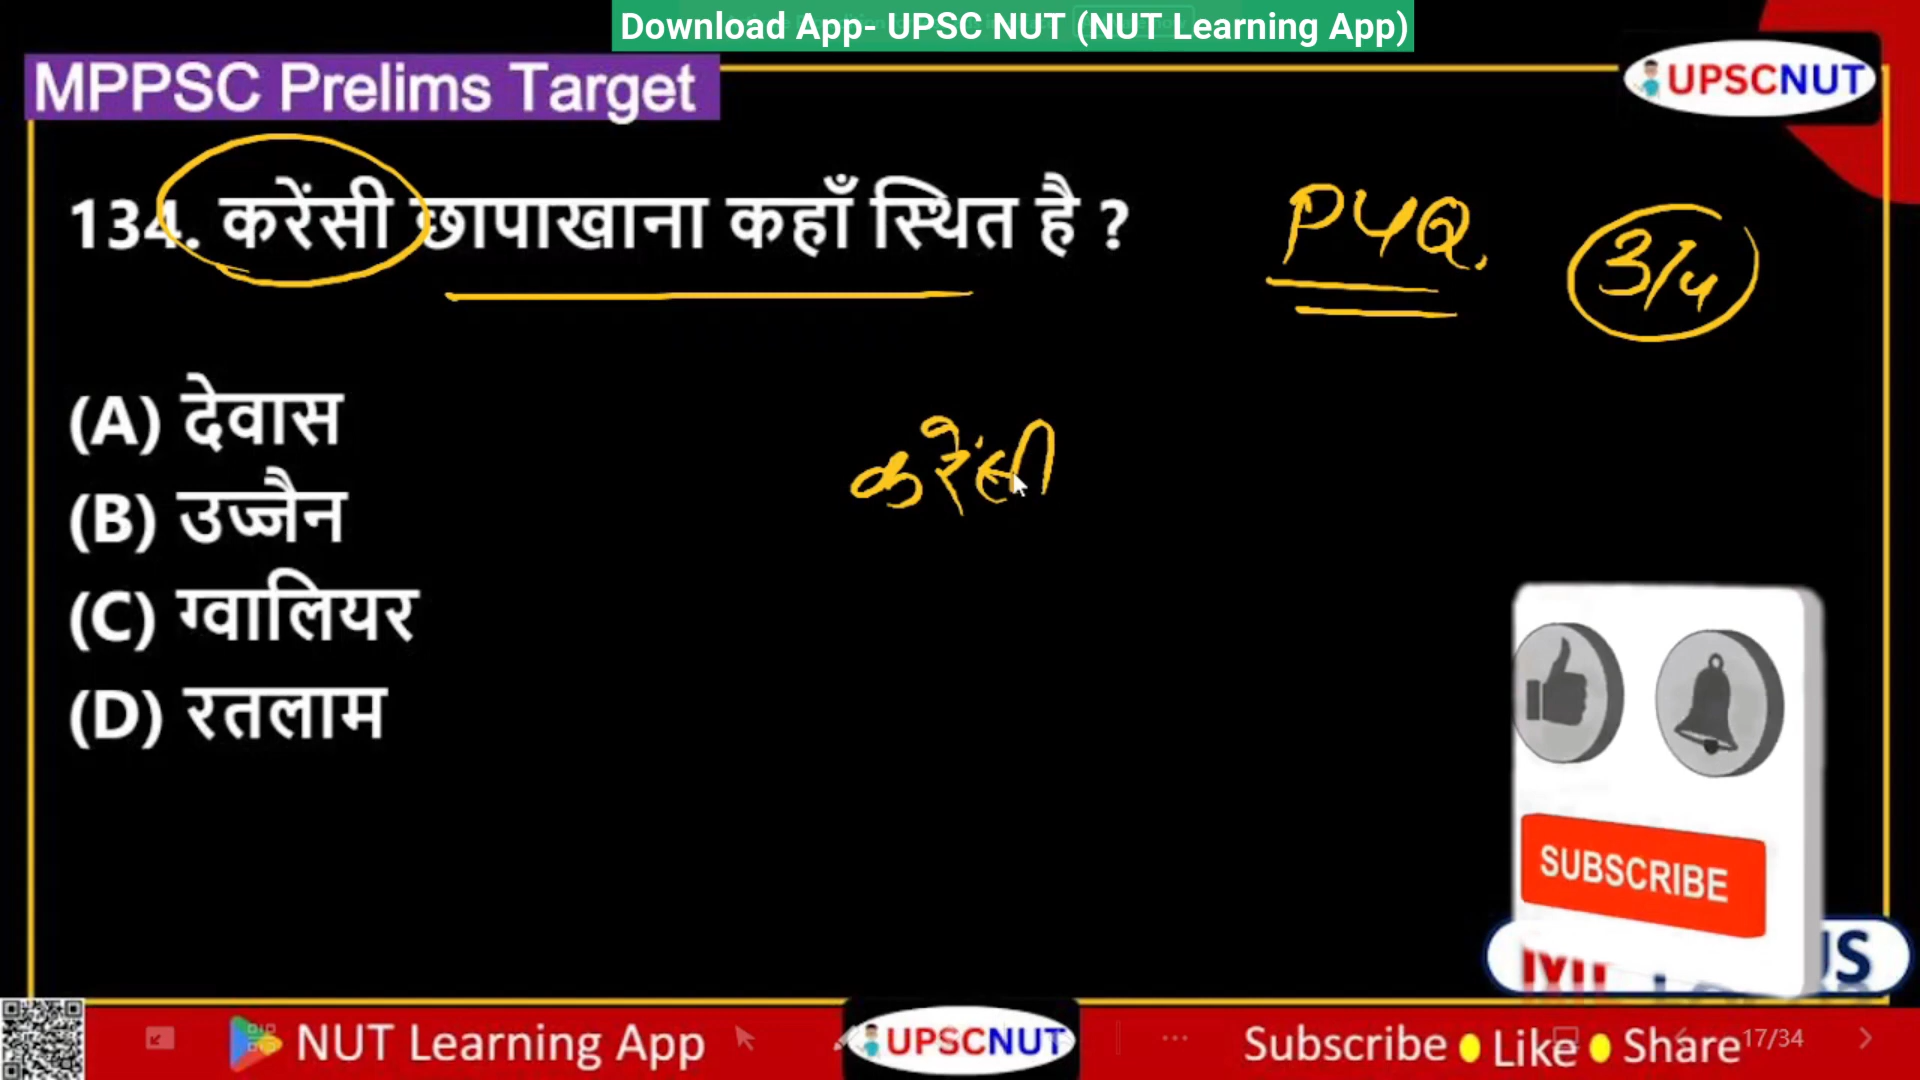 Download App- UPSC NUT (NUT Learning App)
MPPSC Prelims Target
UPSCNUT
134. करेंसी छापाखाना कहाँ स्थित है ?
PYQ.
3/4
(A) देवास
करेंसी
(B) उज्जैन
(C) ग्वालियर
(D) रतलाम
SUBSCRIBE
NUT Learning App
UPSCNUT
Subscribe ● Like ● Share
17/34